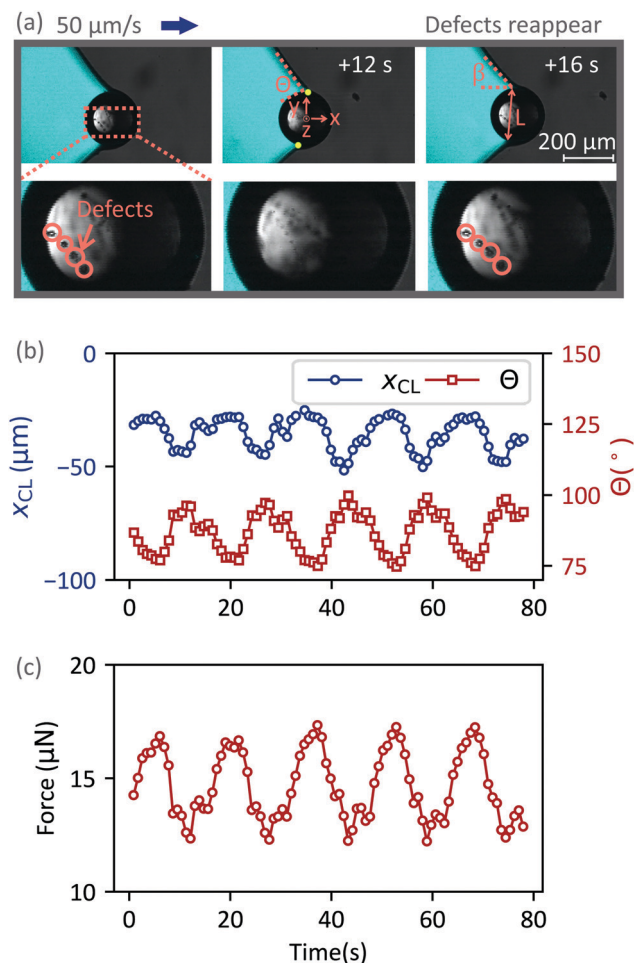 (a) 50 μm/s Defects reappear
+12 s +16 s
Θ y x z β L
200 μm
Defects
(b)
0 150
x_CL Θ
125
−50 100
75
−100
x_CL (μm)
Θ(°)
0 20 40 60 80
(c)
20
15
10
Force (μN)
0 20 40 60 80
Time(s)